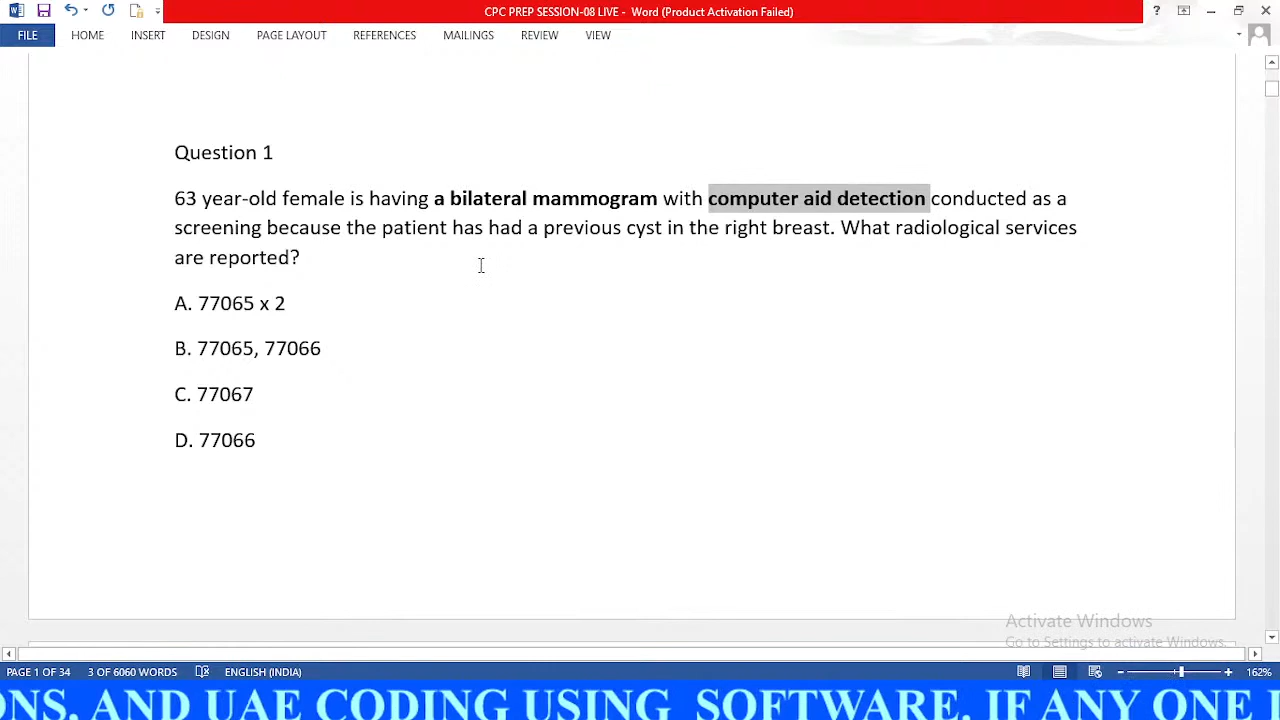 CPC PREP SESSION-08 LIVE - Word (Product Activation Failed)
FILE HOME INSERT DESIGN PAGE LAYOUT REFERENCES MAILINGS REVIEW VIEW
Question 1
63 year-old female is having a bilateral mammogram with computer aid detection conducted as a
screening because the patient has had a previous cyst in the right breast. What radiological services
are reported?
A. 77065 x 2
B. 77065, 77066
C. 77067
D. 77066
Activate Windows
Go to Settings to activate Windows.
PAGE 1 OF 34 3 OF 6060 WORDS ENGLISH (INDIA) 162%
ONS, AND UAE CODING USING SOFTWARE. IF ANY ONE